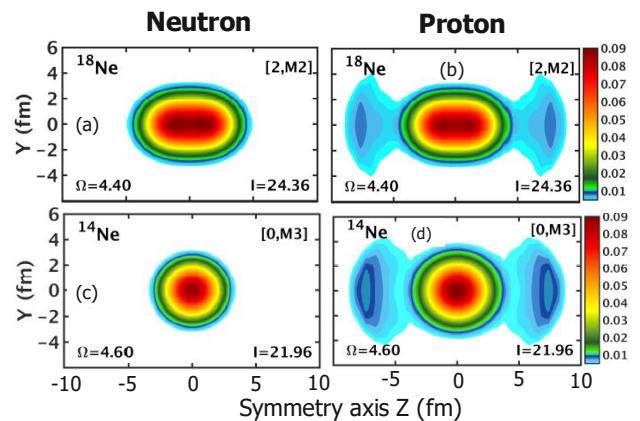 Neutron Proton
6
4
2
0
-2
-4
Y (fm)
¹⁸Ne [2,M2]
(a)
Ω=4.40 I=24.36
¹⁸Ne (b) [2,M2]
Ω=4.40 I=24.36
0.09
0.08
0.07
0.06
0.05
0.04
0.03
0.02
0.01
6
4
2
0
-2
-4
-6
Y (fm)
¹⁴Ne [0,M3]
(c)
Ω=4.60 I=21.96
¹⁴Ne (d) [0,M3]
Ω=4.60 I=21.96
0.09
0.08
0.07
0.06
0.05
0.04
0.03
0.02
0.01
-10 -5 0 5 10 -5 0 5 10
Symmetry axis Z (fm)